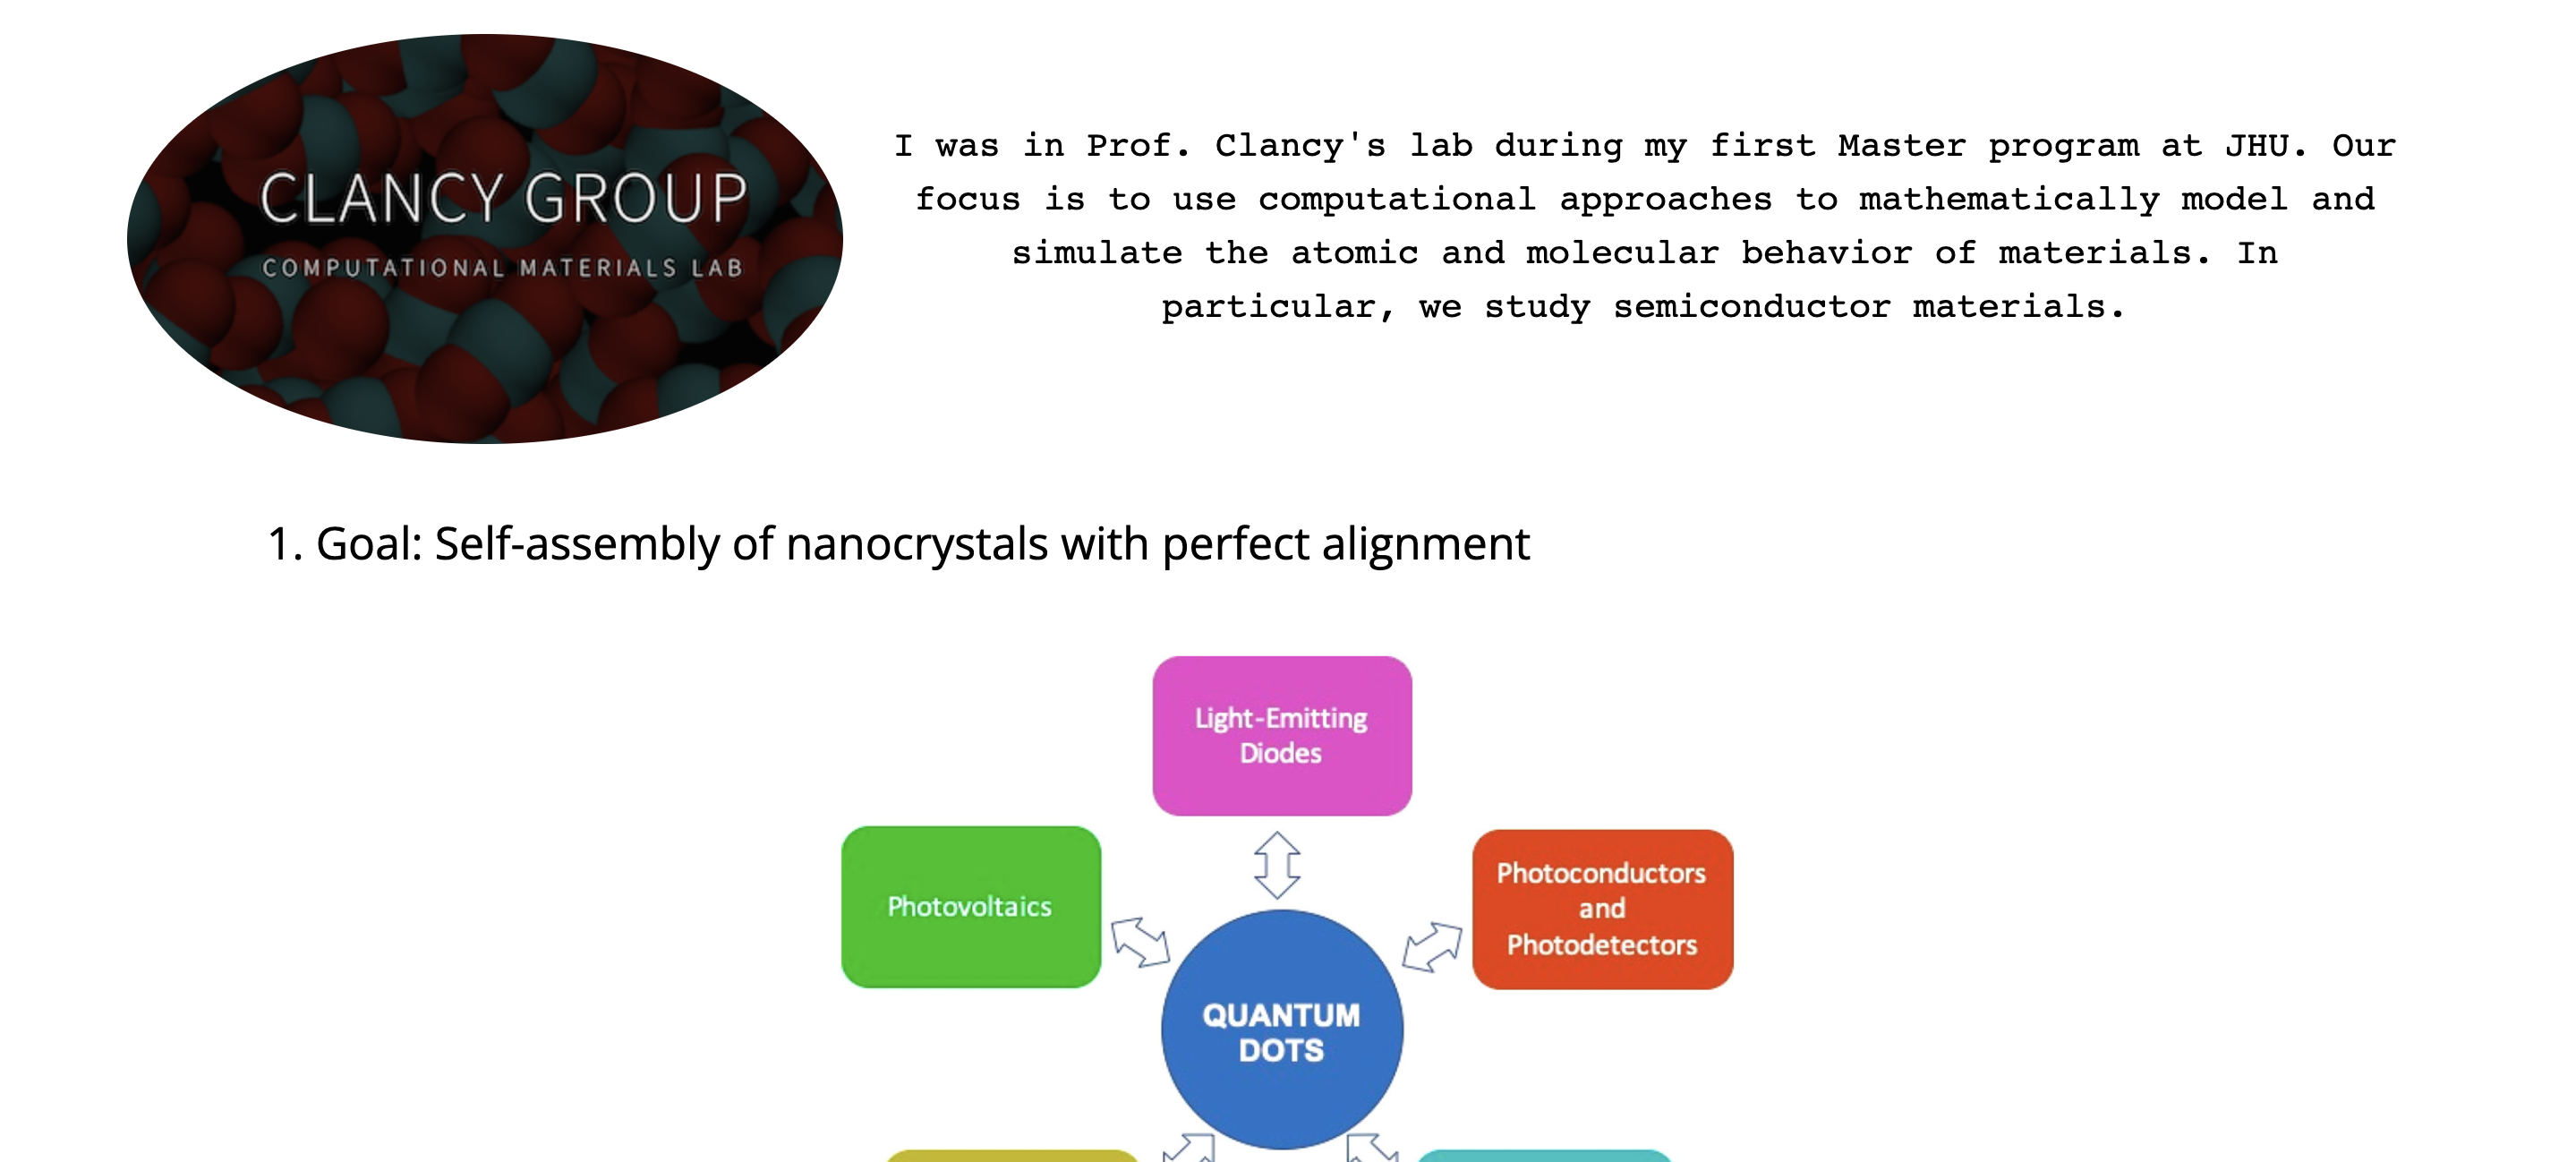 CLANCY GROUP
COMPUTATIONAL MATERIALS LAB
I was in Prof. Clancy's lab during my first Master program at JHU. Our
focus is to use computational approaches to mathematically model and
simulate the atomic and molecular behavior of materials. In
particular, we study semiconductor materials.
1. Goal: Self-assembly of nanocrystals with perfect alignment
Light-Emitting
Diodes
Photovoltaics
Photoconductors
and
Photodetectors
QUANTUM
DOTS